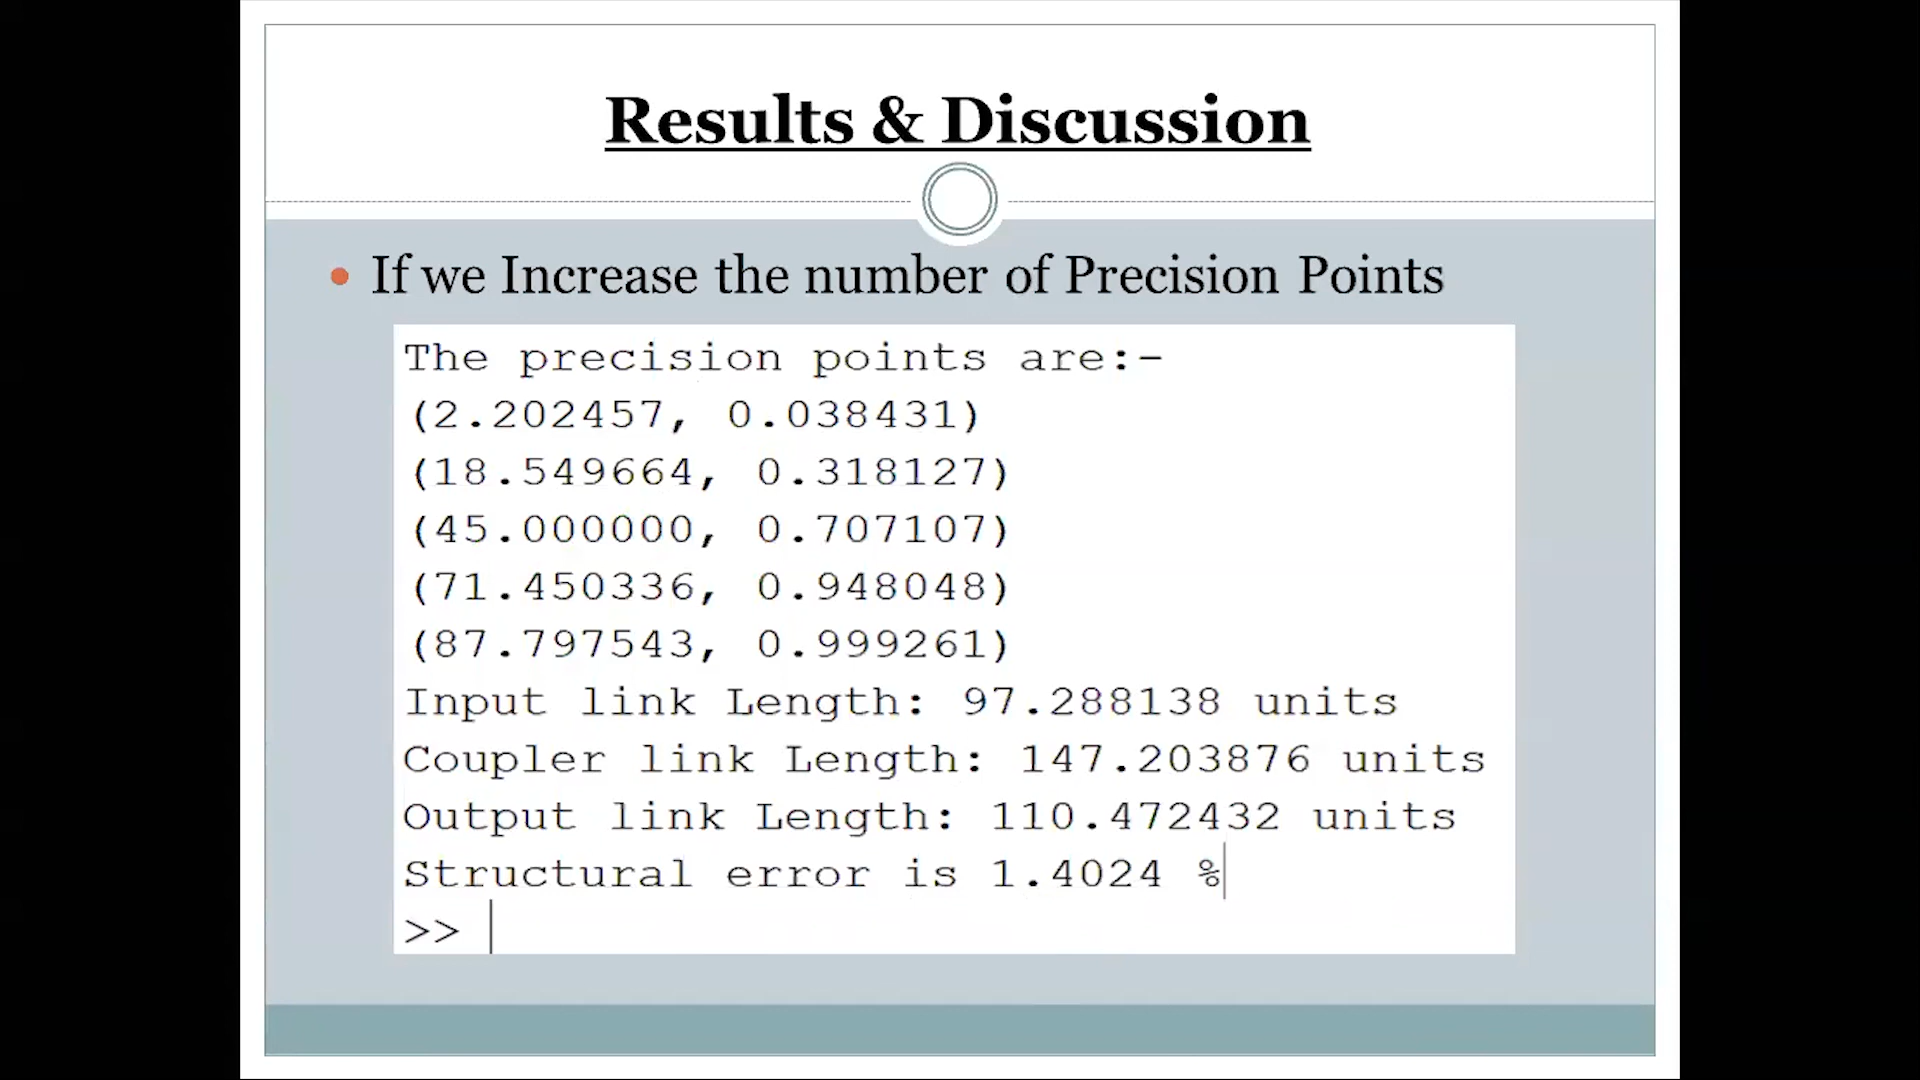 Results & Discussion
If we Increase the number of Precision Points
The precision points are:-
(2.202457, 0.038431)
(18.549664, 0.318127)
(45.000000, 0.707107)
(71.450336, 0.948048)
(87.797543, 0.999261)
Input link Length: 97.288138 units
Coupler link Length: 147.203876 units
Output link Length: 110.472432 units
Structural error is 1.4024 %
>>